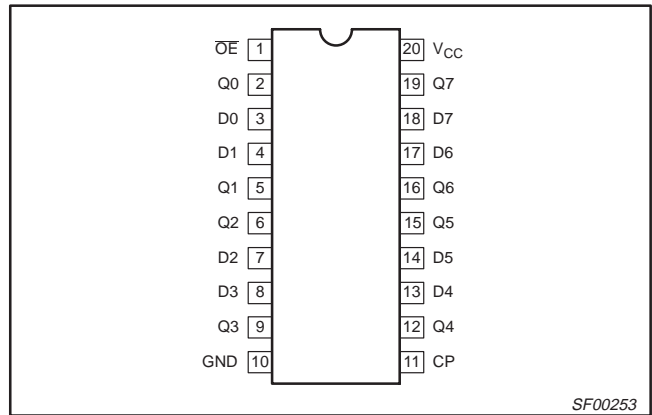 O̅E̅ 1 20 VCC
Q0 2 19 Q7
D0 3 18 D7
D1 4 17 D6
Q1 5 16 Q6
Q2 6 15 Q5
D2 7 14 D5
D3 8 13 D4
Q3 9 12 Q4
GND 10 11 CP
SF00253